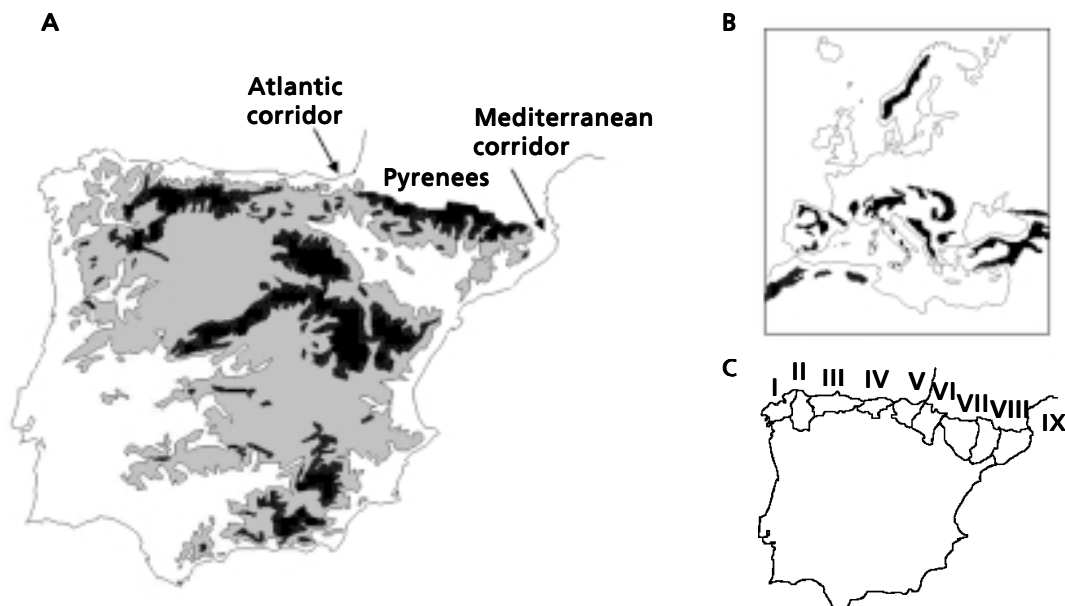 A
Atlantic
corridor
Mediterranean
corridor
Pyrenees
B
C
I
II
III
IV
V
VI
VII
VIII
IX